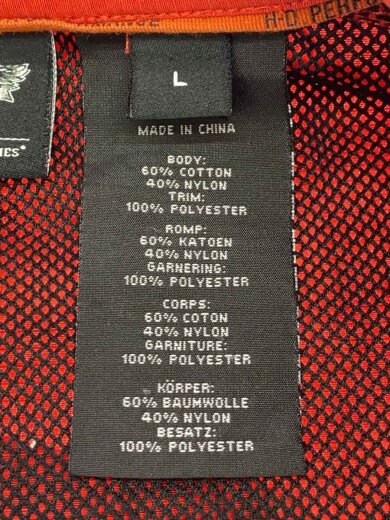 H-D
L
MADE IN CHINA
BODY:
60% COTTON
40% NYLON
TRIM:
100% POLYESTER
ROMP:
60% KATOEN
40% NYLON
GARNERING:
100% POLYESTER
CORPS:
60% COTON
40% NYLON
GARNITURE:
100% POLYESTER
KÖRPER:
60% BAUMWOLLE
40% NYLON
BESATZ:
100% POLYESTER